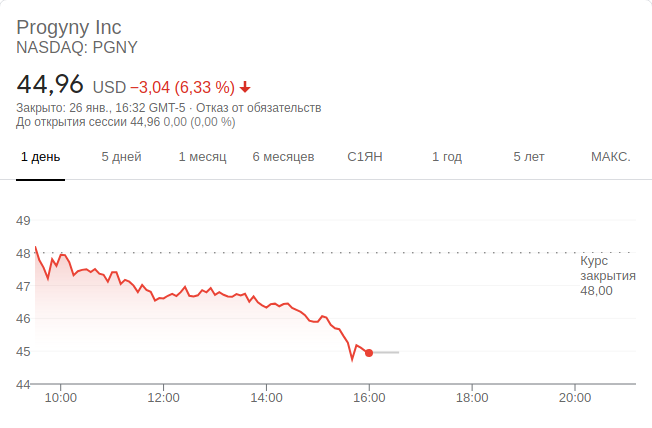 Progyny Inc
NASDAQ: PGNY
44,96 USD −3,04 (6,33 %)
Закрыто: 26 янв., 16:32 GMT-5 · Отказ от обязательств
До открытия сессии 44,96 0,00 (0,00 %)
1 день 5 дней 1 месяц 6 месяцев С1ЯН 1 год 5 лет МАКС.
49
48
Курс
закрытия
48,00
47
46
45
44
10:00 12:00 14:00 16:00 18:00 20:00